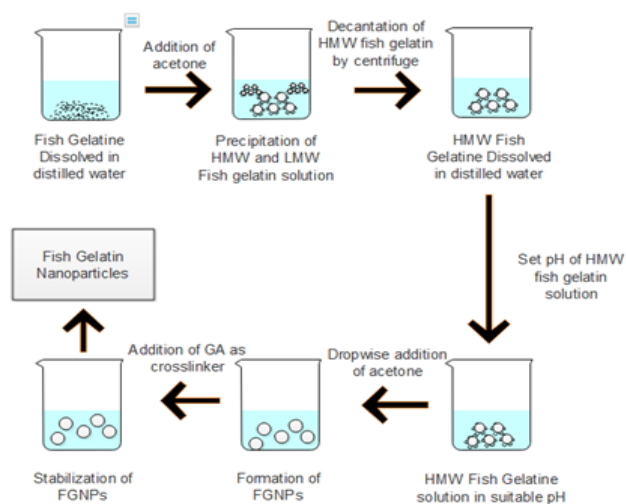 Addition of
acetone
Decantation of
HMW fish gelatin
by centrifuge
Fish Gelatine
Dissolved in
distilled water
Precipitation of
HMW and LMW
Fish gelatin solution
HMW Fish
Gelatine Dissolved
in distilled water
Set pH of HMW
fish gelatin
solution
HMW Fish Gelatine
solution in suitable pH
Dropwise addition
of acetone
Formation of
FGNPs
Addition of GA as
crosslinker
Stabilization of
FGNPs
Fish Gelatin
Nanoparticles